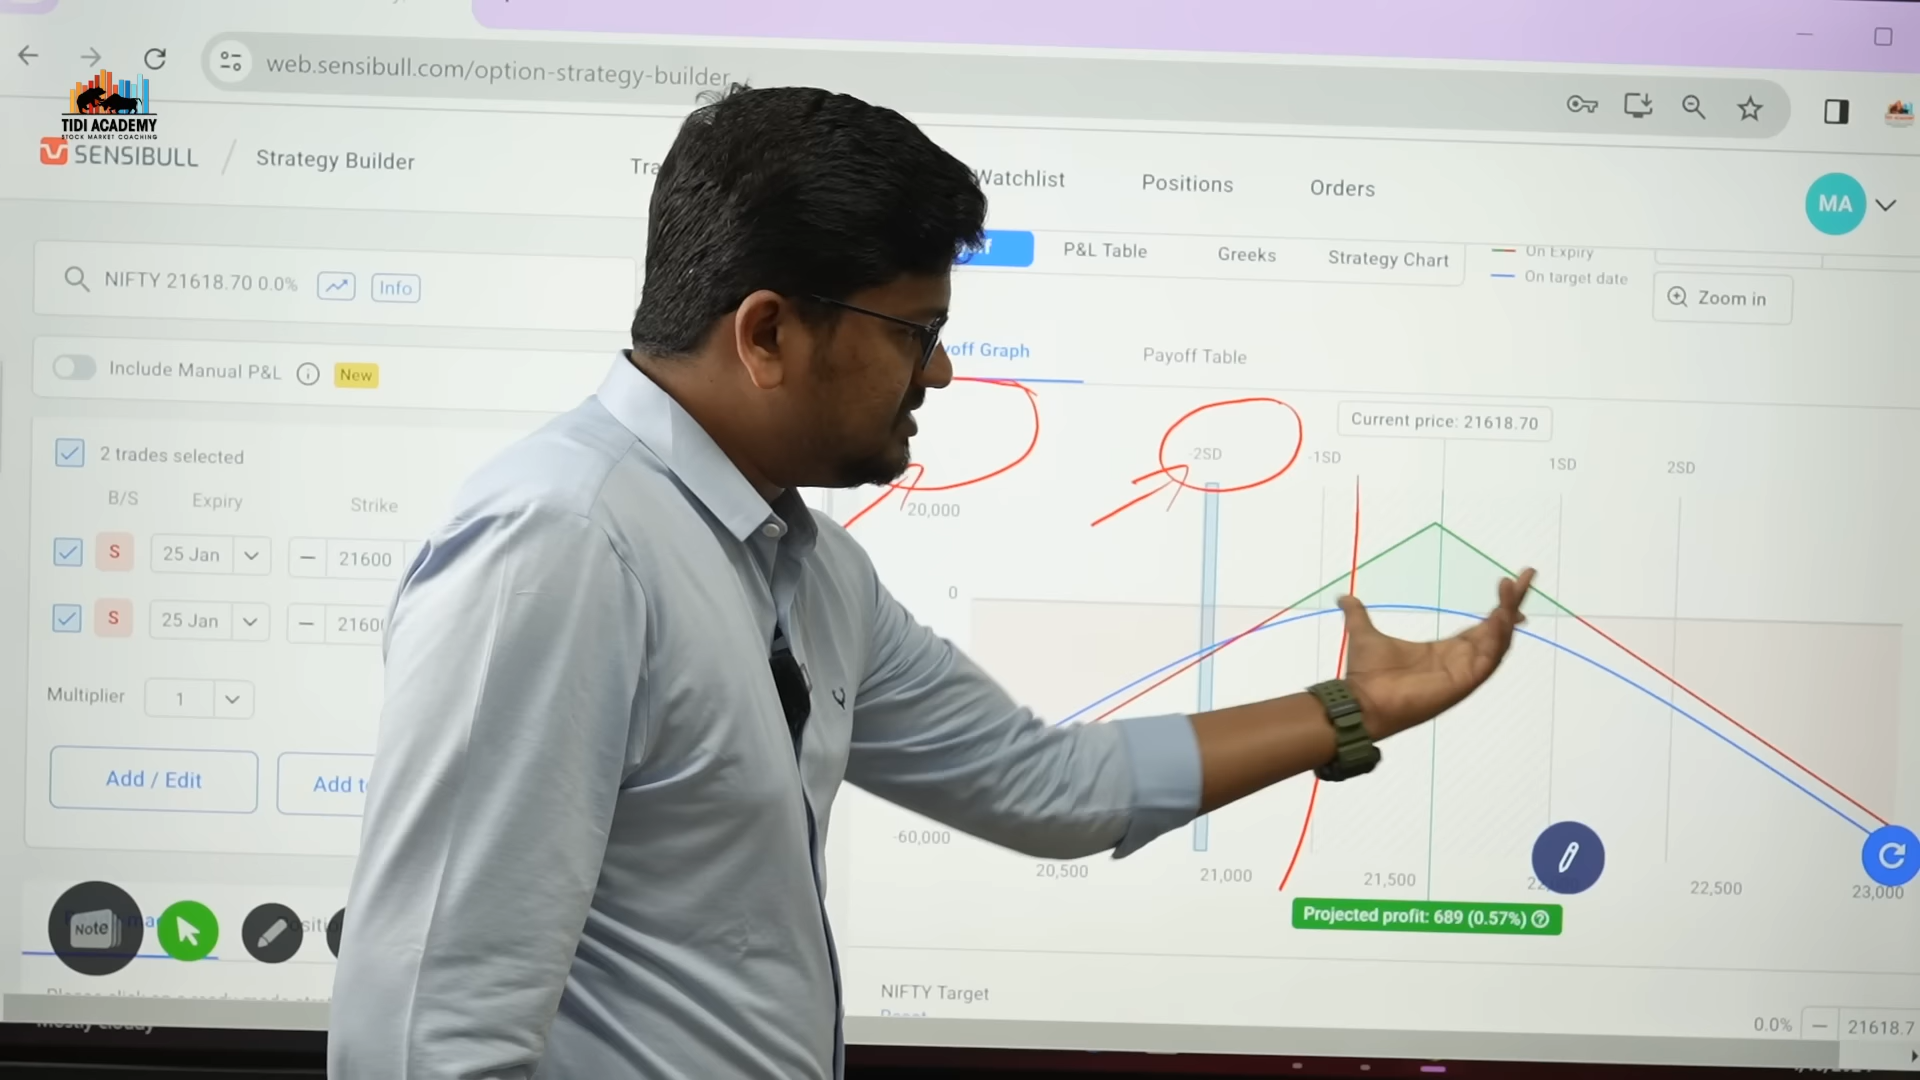 web.sensibull.com/option-strategy-builder
TIDI ACADEMY
STOCK MARKET COACHING
SENSIBULL / Strategy Builder
Watchlist
Positions
Orders
MA
P&L Table
Greeks
Strategy Chart
On Expiry
On target date
Zoom in
NIFTY 21618.70 0.0%
Info
Include Manual P&L
New
Graph
Payoff Table
2 trades selected
B/S
Expiry
Strike
S
25 Jan
21600
S
25 Jan
Multiplier
1
Add / Edit
Add
Note
Current price: 21618.70
-2SD
-1SD
1SD
2SD
20,000
0
-60,000
20,500
21,000
21,500
22,500
23,000
Projected profit: 689 (0.57%)
NIFTY Target
0.0%
21618.7